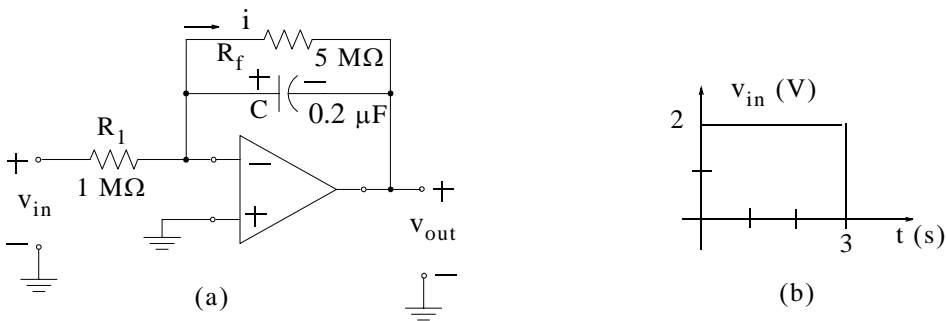 i
R_f
5 MΩ
+
−
C
0.2 μF
R_1
+
1 MΩ
−
v_in
+
+
v_out
−
−
(a)
v_in (V)
2
3
t (s)
(b)